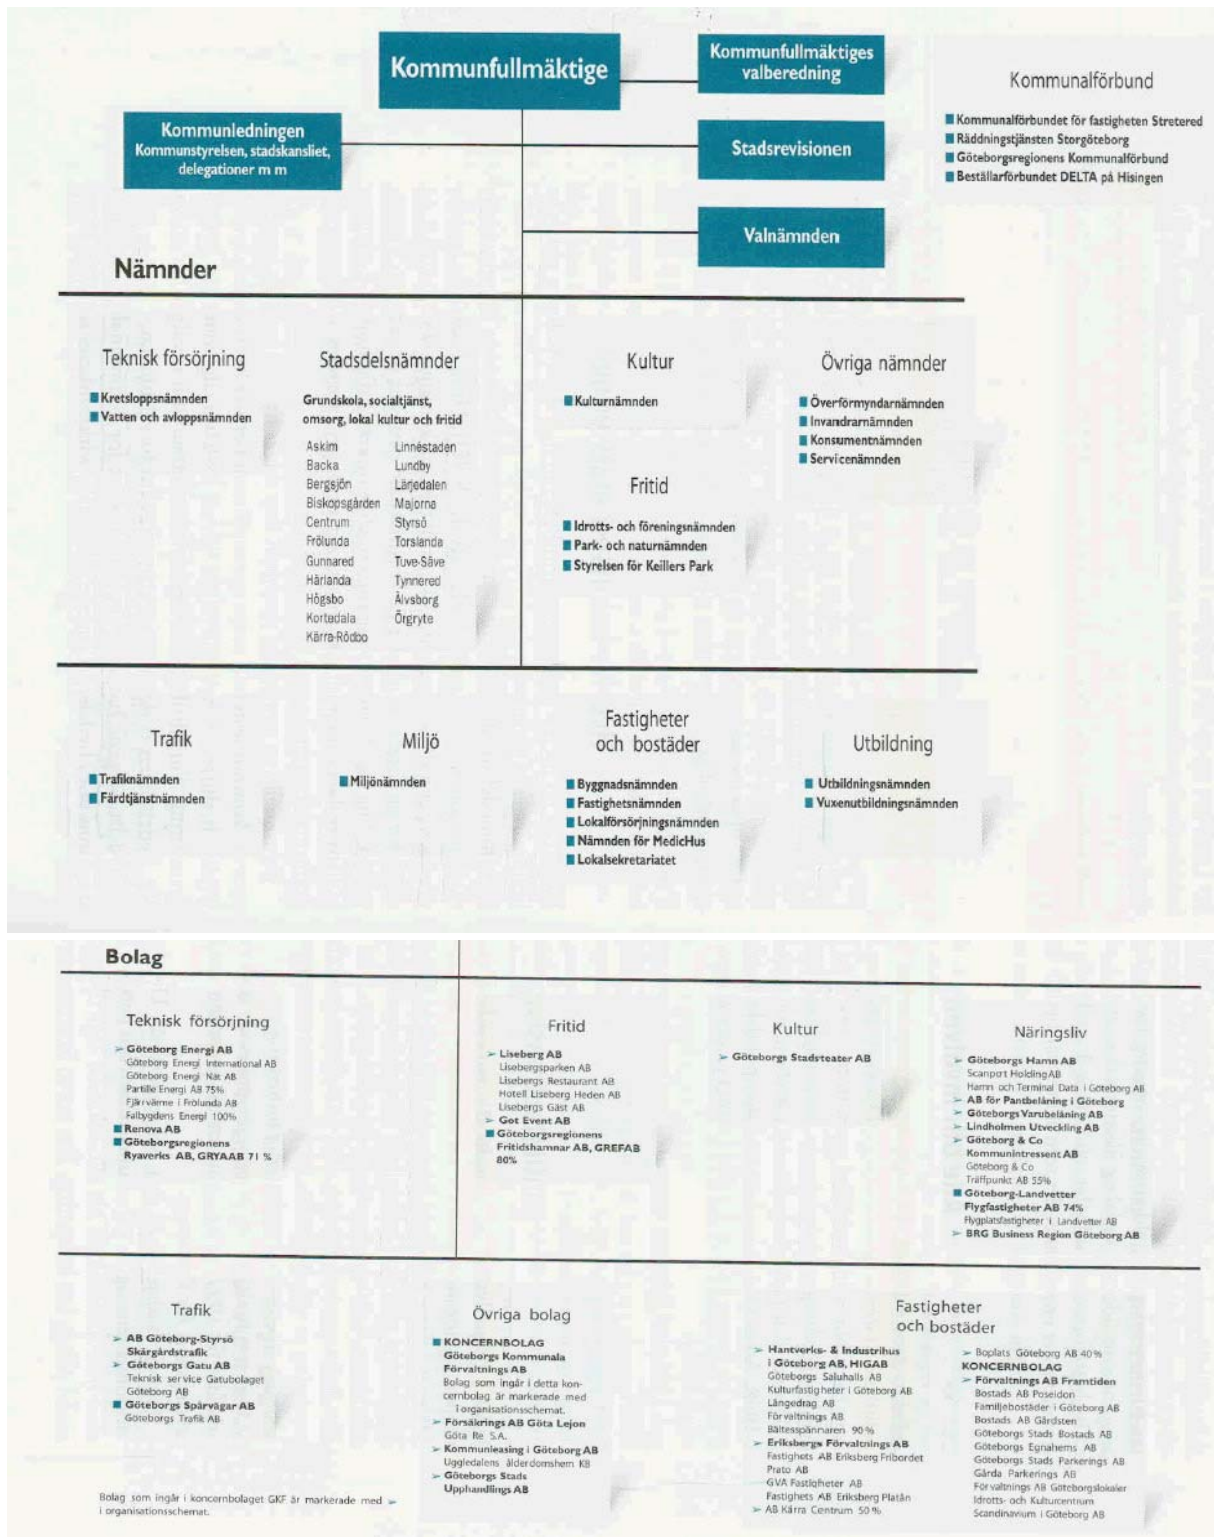 Kommunfullmäktige
Kommunfullmäktiges
valberedning
Kommunledningen
Kommunstyrelsen, stadskansliet,
delegationer m m
Stadsrevisionen
Valnämnden
Kommunalförbund
Kommunalförbundet för fastigheten Stretered
Räddningstjänsten Storgöteborg
Göteborgsregionens Kommunalförbund
Beställarförbundet DELTA på Hisingen
Nämnder
Teknisk försörjning
Kretsloppsnämnden
Vatten och avloppsnämnden
Stadsdelsnämnder
Grundskola, socialtjänst,
omsorg, lokal kultur och fritid
Askim
Backa
Bergsjön
Biskopsgården
Centrum
Frölunda
Gunnared
Härlanda
Högsbo
Kortedala
Kärra-Rödbo
Linnéstaden
Lundby
Lärjedalen
Majorna
Styrsö
Torslanda
Tuve-Säve
Tynnered
Älvsborg
Örgryte
Kultur
Kulturnämnden
Fritid
Idrotts- och föreningsnämnden
Park- och naturnämnden
Styrelsen för Keillers Park
Övriga nämnder
Överförmyndarnämnden
Invandrarnämnden
Konsumentnämnden
Servicenämnden
Trafik
Trafiknämnden
Färdtjänstnämnden
Miljö
Miljönämnden
Fastigheter
och bostäder
Byggnadsnämnden
Fastighetsnämnden
Lokalförsörjningsnämnden
Nämnden för MedicHus
Lokalsekretariatet
Utbildning
Utbildningsnämnden
Vuxenutbildningsnämnden
Bolag
Teknisk försörjning
➢ Göteborg Energi AB
Göteborg Energi International AB
Göteborg Energi Nät AB
Partille Energi AB 75%
Fjärrvärme i Frölunda AB
Falbygdens Energi 100%
Renova AB
Göteborgsregionens
Ryaverks AB, GRYAAB 71 %
Fritid
➢ Liseberg AB
Lisebergsparken AB
Lisebergs Restaurant AB
Hotell Liseberg Heden AB
Lisebergs Gäst AB
➢ Got Event AB
Göteborgsregionens
Fritidshamnar AB, GREFAB
80%
Kultur
➢ Göteborgs Stadsteater AB
Näringsliv
➢ Göteborgs Hamn AB
Scanport Holding AB
Hamn och Terminal Data i Göteborg AB
➢ AB för Pantbelåning i Göteborg
➢ Göteborgs Varubelåning AB
➢ Lindholmen Utveckling AB
➢ Göteborg & Co
Kommunintressent AB
Göteborg & Co
Träffpunkt AB 55%
Göteborg-Landvetter
Flygfastigheter AB 74%
Flygplatsfastigheter i Landvetter AB
➢ BRG Business Region Göteborg AB
Trafik
➢ AB Göteborg-Styrsö
Skärgårdstrafik
➢ Göteborgs Gatu AB
Teknisk service Gatubolaget
Göteborg AB
Göteborgs Spårvägar AB
Göteborgs Trafik AB
Övriga bolag
KONCERNBOLAG
Göteborgs Kommunala
Förvaltnings AB
Bolag som ingår i detta kon-
cernbolag är markerade med
i organisationsschemat.
➢ Försäkrings AB Göta Lejon
Göta Re S.A.
➢ Kommunleasing i Göteborg AB
Uggledalens ålderdomshem KB
➢ Göteborgs Stads
Upphandlings AB
Fastigheter
och bostäder
➢ Hantverks- & Industrihus
i Göteborg AB, HIGAB
Göteborgs Saluhalls AB
Kulturfastigheter i Göteborg AB
Långedrag AB
Förvaltnings AB
Bältesspännaren 90 %
➢ Eriksbergs Förvaltnings AB
Fastighets AB Eriksberg Fribordet
Prato AB
GVA Fastigheter AB
Fastighets AB Eriksberg Platån
➢ AB Kärra Centrum 50 %
➢ Boplats Göteborg AB 40 %
KONCERNBOLAG
➢ Förvaltnings AB Framtiden
Bostads AB Poseidon
Familjebostäder i Göteborg AB
Bostads AB Gårdsten
Göteborgs Stads Bostads AB
Göteborgs Egnahems AB
Göteborgs Stads Parkerings AB
Gårda Parkerings AB
Förvaltnings AB Göteborgslokaler
Idrotts- och Kulturcentrum
Scandinavium i Göteborg AB
Bolag som ingår i koncernbolaget GKF är markerade med ➢
i organisationsschemat.